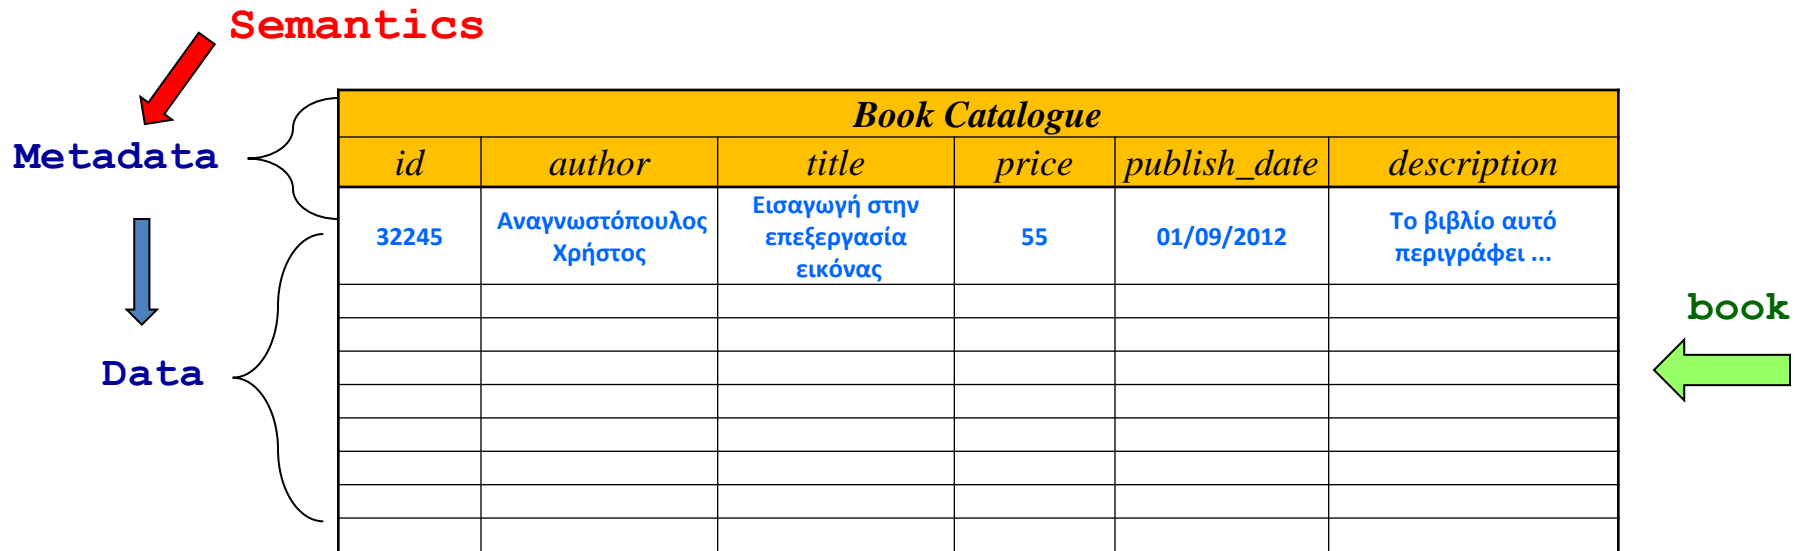 Semantics
Book Catalogue
Metadata
id author title price publish_date description
32245
Αναγνωστόπουλος
Χρήστος
Εισαγωγή στην
επεξεργασία
εικόνας
55
01/09/2012
Το βιβλίο αυτό
περιγράφει ...
book
Data